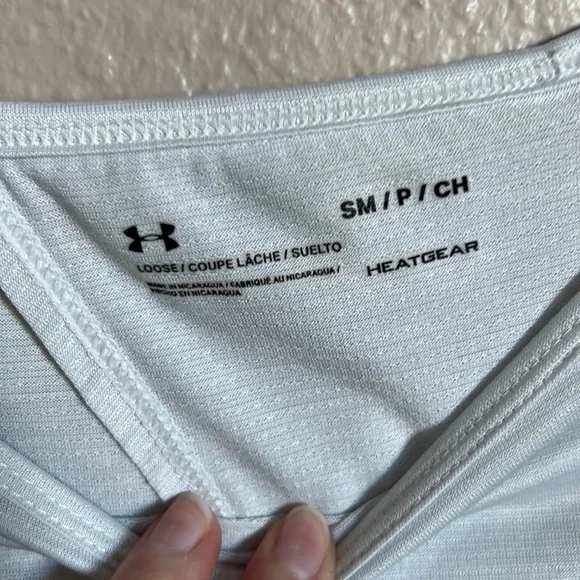 SM / P / CH
LOOSE / COUPE LÂCHE / SUELTO
HEATGEAR
MADE IN NICARAGUA / FABRIQUÉ AU NICARAGUA /
HECHO EN NICARAGUA